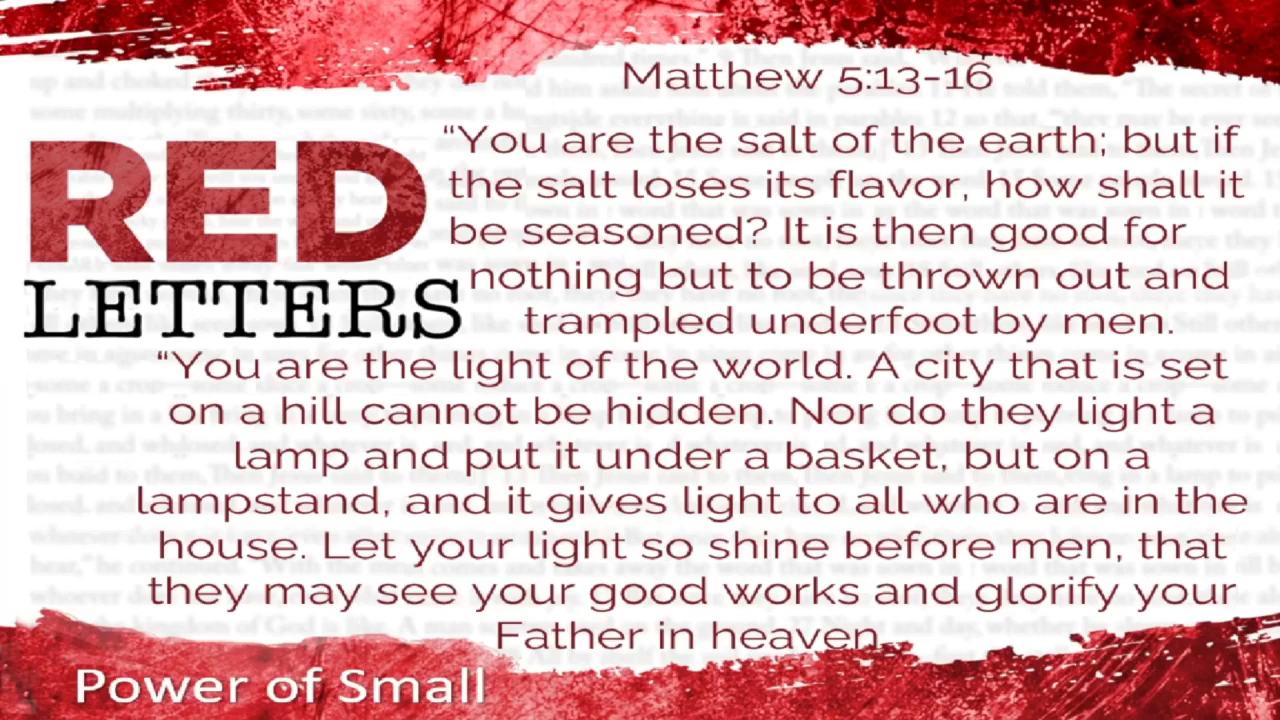 Matthew 5:13-16
RED
LETTERS
“You are the salt of the earth; but if
the salt loses its flavor, how shall it
be seasoned? It is then good for
nothing but to be thrown out and
trampled underfoot by men.
“You are the light of the world. A city that is set
on a hill cannot be hidden. Nor do they light a
lamp and put it under a basket, but on a
lampstand, and it gives light to all who are in the
house. Let your light so shine before men, that
they may see your good works and glorify your
Father in heaven.
Power of Small